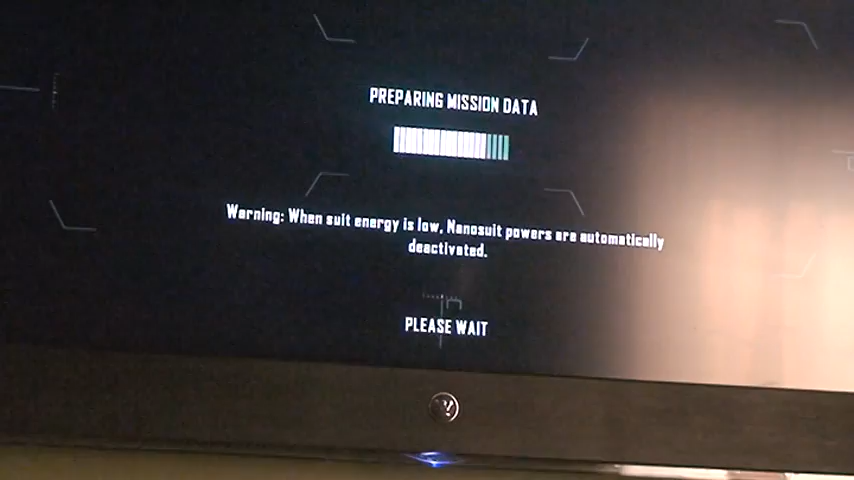 PREPARING MISSION DATA
Warning: When suit energy is low, Nanosuit powers are automatically
deactivated.
PLEASE WAIT